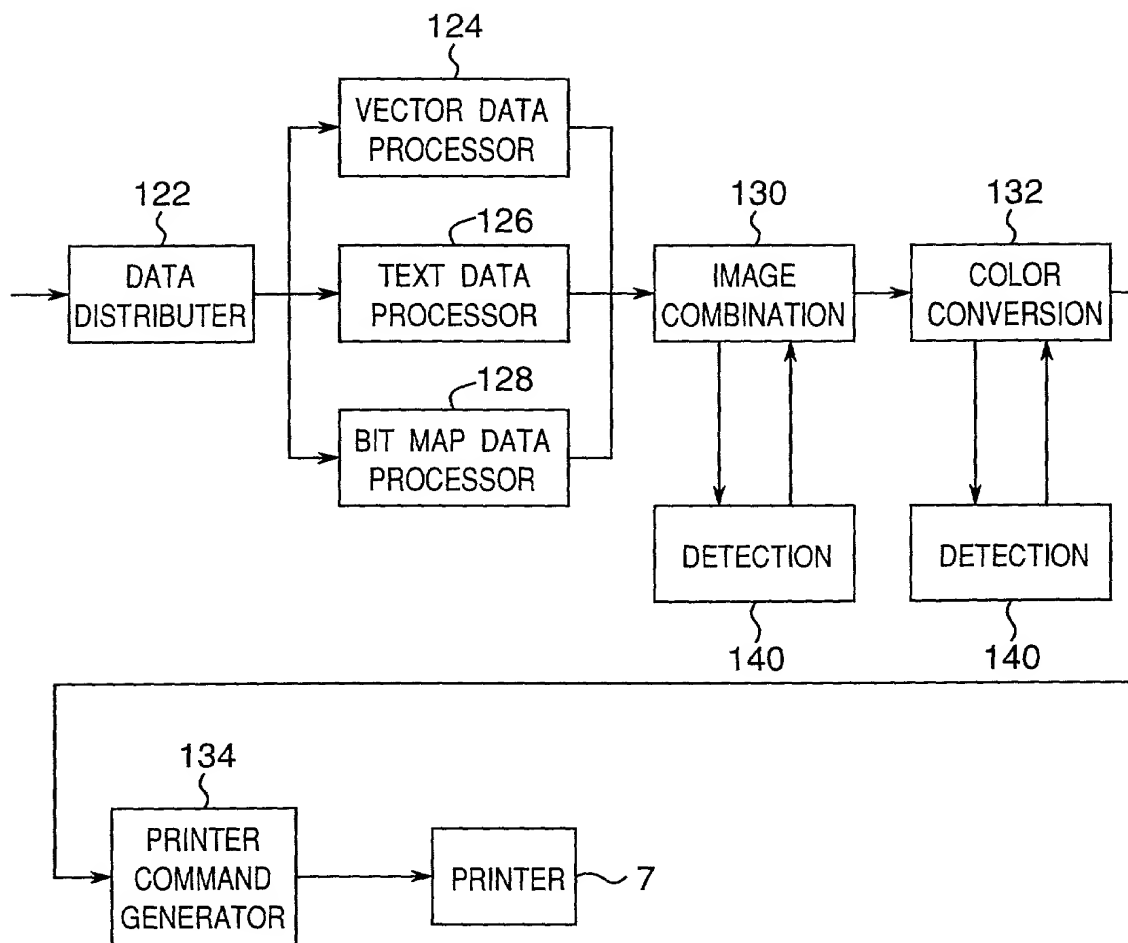 124
VECTOR DATA
PROCESSOR
122
DATA
DISTRIBUTER
126
TEXT DATA
PROCESSOR
128
BIT MAP DATA
PROCESSOR
130
IMAGE
COMBINATION
132
COLOR
CONVERSION
DETECTION
140
DETECTION
140
134
PRINTER
COMMAND
GENERATOR
PRINTER
7